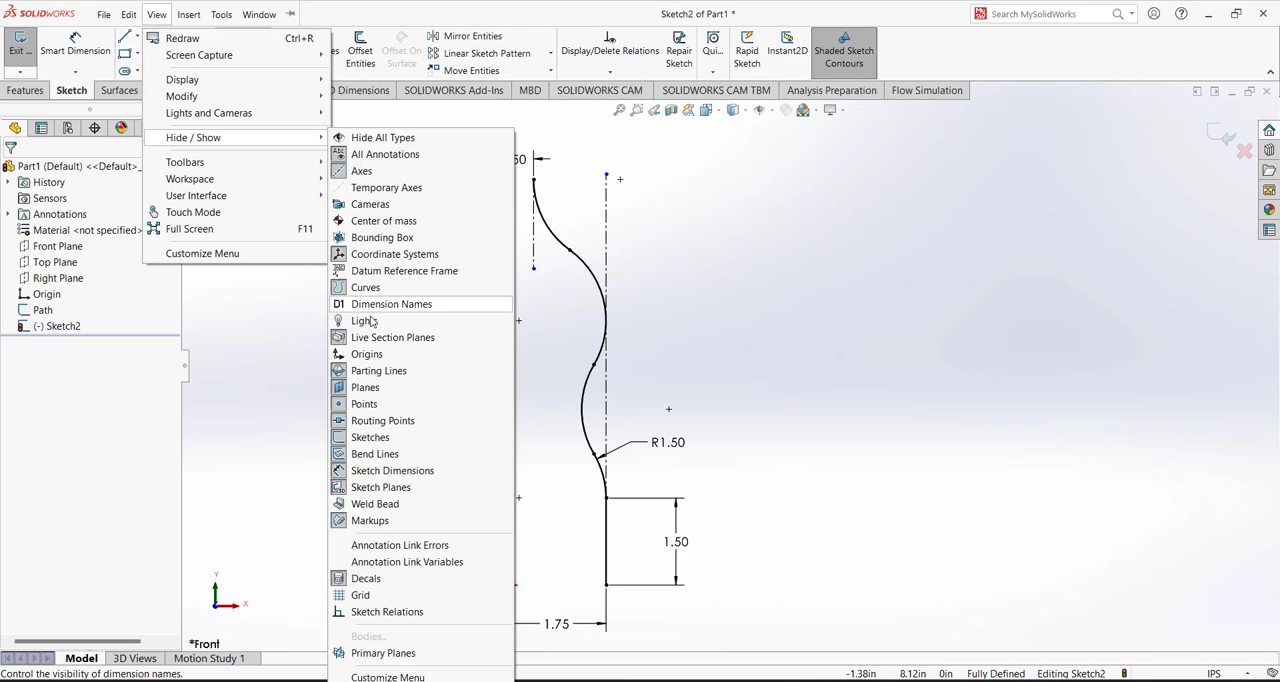 SOLIDWORKS File Edit View Insert Tools Window Sketch2 of Part1 * Search MySolidWorks
Exit ... Smart Dimension Offset Entities Offset On Surface Mirror Entities Linear Sketch Pattern Move Entities Display/Delete Relations Repair Sketch Qui... Rapid Sketch Instant2D Shaded Sketch Contours
Features Sketch Surfaces Dimensions SOLIDWORKS Add-Ins MBD SOLIDWORKS CAM SOLIDWORKS CAM TBM Analysis Preparation Flow Simulation
Redraw Ctrl+R
Screen Capture
Display
Modify
Lights and Cameras
Hide / Show
Toolbars
Workspace
User Interface
Touch Mode
Full Screen F11
Customize Menu
Hide All Types
All Annotations
Axes
Temporary Axes
Cameras
Center of mass
Bounding Box
Coordinate Systems
Datum Reference Frame
Curves
D1 Dimension Names
Lights
Live Section Planes
Origins
Parting Lines
Planes
Points
Routing Points
Sketches
Bend Lines
Sketch Dimensions
Sketch Planes
Weld Bead
Markups
Annotation Link Errors
Annotation Link Variables
Decals
Grid
Sketch Relations
Bodies...
Primary Planes
Customize Menu
Part1 (Default) <<Default>_
History
Sensors
Annotations
Material <not specified>
Front Plane
Top Plane
Right Plane
Origin
Path
(-) Sketch2
50
R1.50
1.50
1.75
Y
X
*Front
Model 3D Views Motion Study 1
Control the visibility of dimension names. -1.38in 8.12in 0in Fully Defined Editing Sketch2 IPS